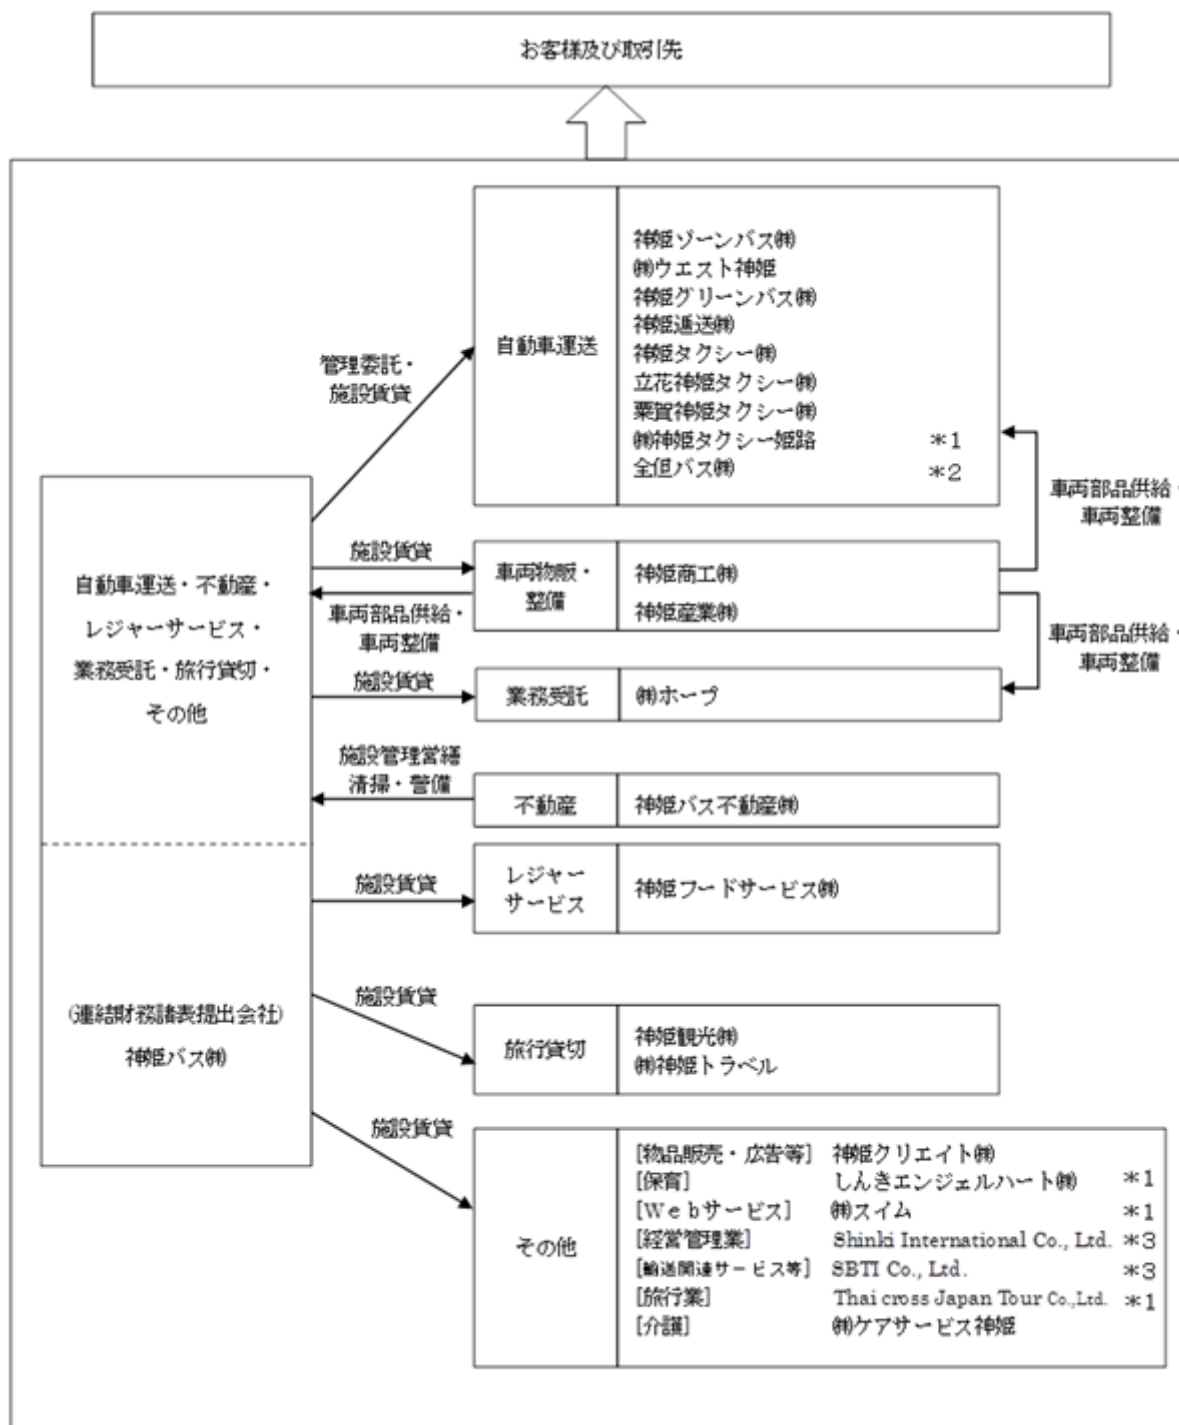 お客様及び取引先
自動車運送
神姫ゾーンバス㈱
㈱ウエスト神姫
神姫グリーンバス㈱
神姫逓送㈱
神姫タクシー㈱
立花神姫タクシー㈱
粟賀神姫タクシー㈱
㈱神姫タクシー姫路 ＊1
全但バス㈱ ＊2
管理委託・
施設賃貸
車両部品供給・
車両整備
自動車運送・不動産・
レジャーサービス・
業務受託・旅行貸切・
その他
(連結財務諸表提出会社)
神姫バス㈱
施設賃貸
車両部品供給・
車両整備
車両物販・
整備
神姫商工㈱
神姫産業㈱
車両部品供給・
車両整備
施設賃貸
業務受託
㈱ホープ
施設管理営繕
清掃・警備
不動産
神姫バス不動産㈱
施設賃貸
レジャー
サービス
神姫フードサービス㈱
施設賃貸
旅行貸切
神姫観光㈱
㈱神姫トラベル
施設賃貸
その他
[物品販売・広告等] 神姫クリエイト㈱
[保育] しんきエンジェルハート㈱ ＊1
[Ｗｅｂサービス] ㈱スイム ＊1
[経営管理業] Shinki International Co., Ltd. ＊3
[輸送関連サービス等] SBTI Co., Ltd. ＊3
[旅行業] Thai cross Japan Tour Co.,Ltd. ＊1
[介護] ㈱ケアサービス神姫